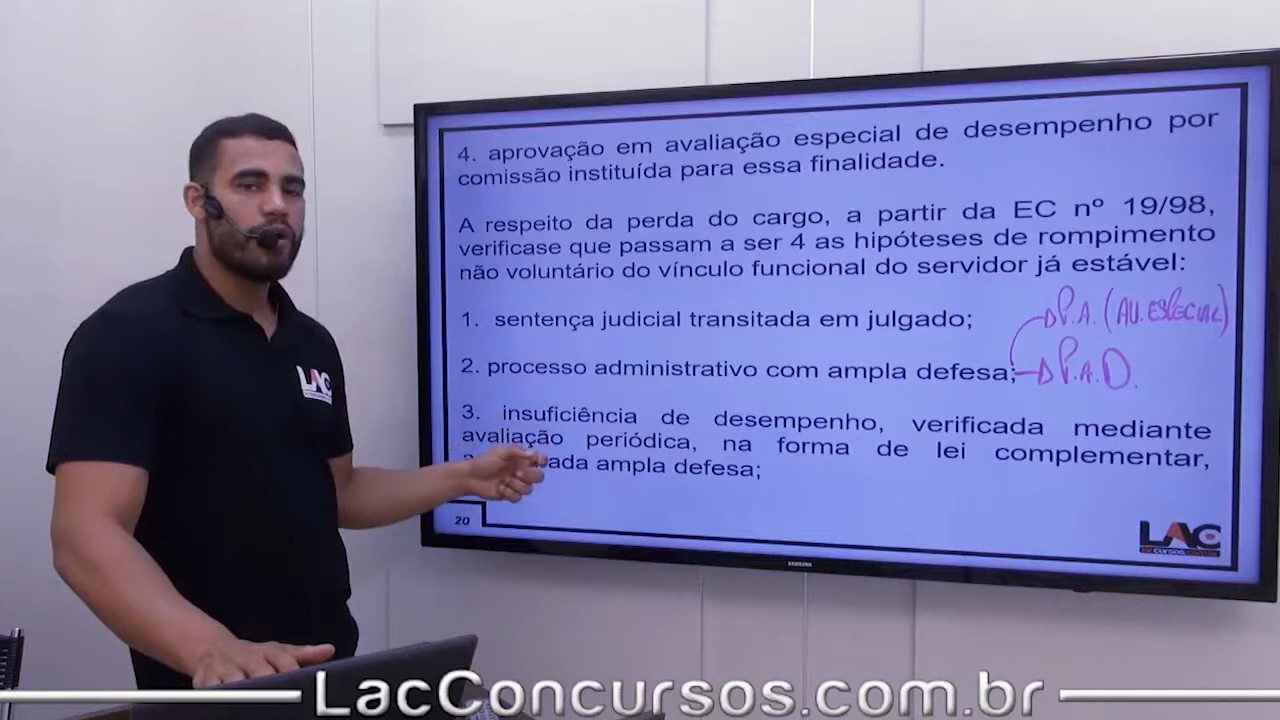 4. aprovação em avaliação especial de desempenho por
comissão instituída para essa finalidade.
A respeito da perda do cargo, a partir da EC nº 19/98,
verificase que passam a ser 4 as hipóteses de rompimento
não voluntário do vínculo funcional do servidor já estável:
1. sentença judicial transitada em julgado;
P.A. (AV. ESPECIAL)
2. processo administrativo com ampla defesa;
P.A.D.
3. insuficiência de desempenho, verificada mediante
avaliação periódica, na forma de lei complementar,
ampla defesa;
20
LAC
SAMSUNG
LAC
LacConcursos.com.br